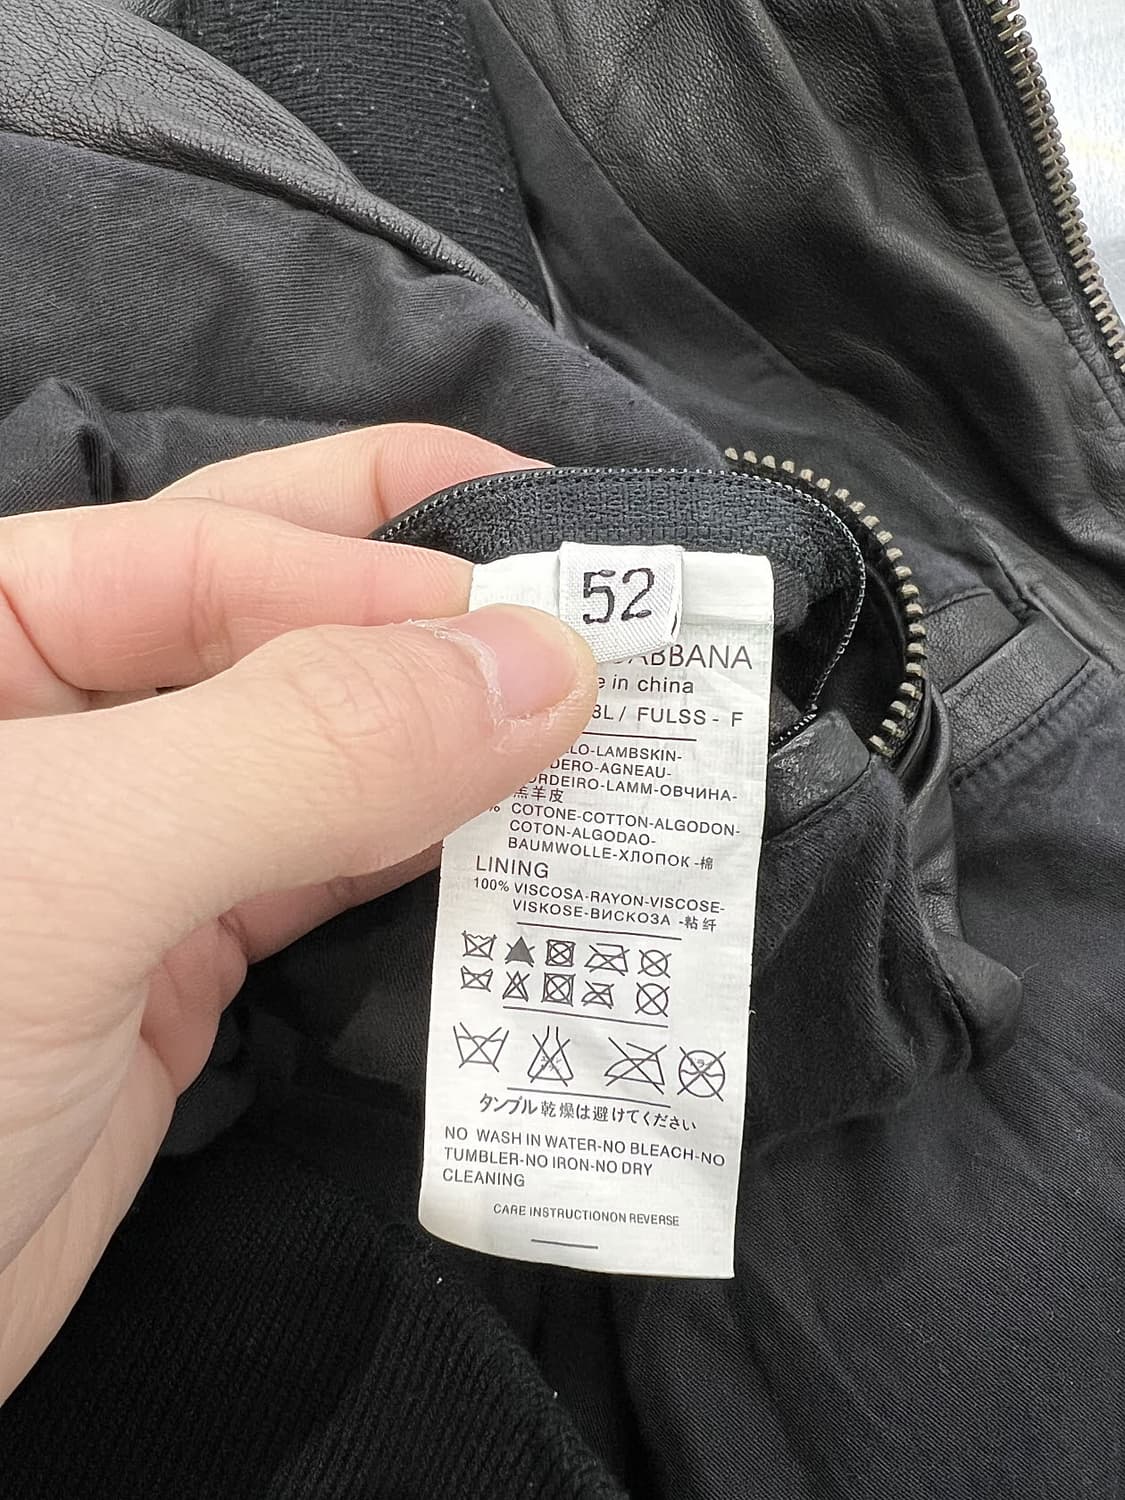 52
ABBANA
in china
3L / FULSS - F
LO-LAMBSKIN-
DERO-AGNEAU-
ORDEIRO-LAMM-ОВЧИНА-
羔羊皮
% COTONE-COTTON-ALGODON-
COTON-ALGODAO-
BAUMWOLLE-ХЛОПОК -棉
LINING
100% VISCOSA-RAYON-VISCOSE-
VISKOSE-ВИСКОЗА -粘纤
タンブル乾燥は避けてください
NO WASH IN WATER-NO BLEACH-NO
TUMBLER-NO IRON-NO DRY
CLEANING
CARE INSTRUCTIONON REVERSE